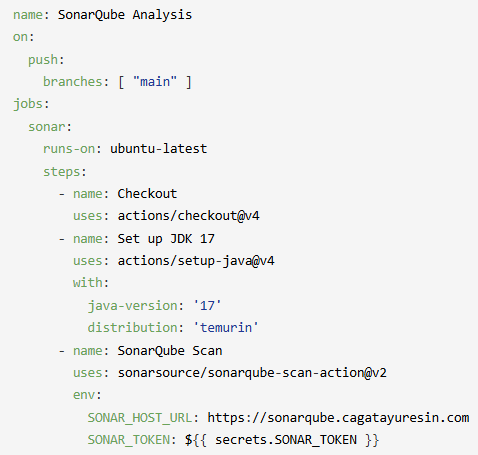 name: SonarQube Analysis
on:
  push:
    branches: [ "main" ]
jobs:
  sonar:
    runs-on: ubuntu-latest
    steps:
      - name: Checkout
        uses: actions/checkout@v4
      - name: Set up JDK 17
        uses: actions/setup-java@v4
        with:
          java-version: '17'
          distribution: 'temurin'
      - name: SonarQube Scan
        uses: sonarsource/sonarqube-scan-action@v2
        env:
          SONAR_HOST_URL: https://sonarqube.cagatayuresin.com
          SONAR_TOKEN: ${{ secrets.SONAR_TOKEN }}